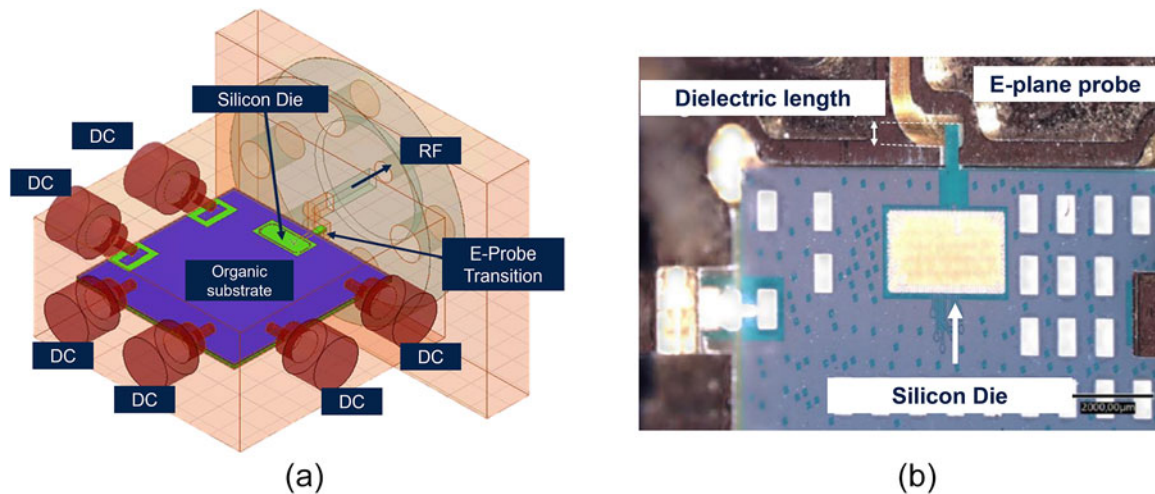 Silicon Die
DC
DC
RF
E-Probe
Transition
Organic
substrate
DC
DC
DC
DC
(a)
Dielectric length
E-plane probe
Silicon Die
2000,00µm
(b)